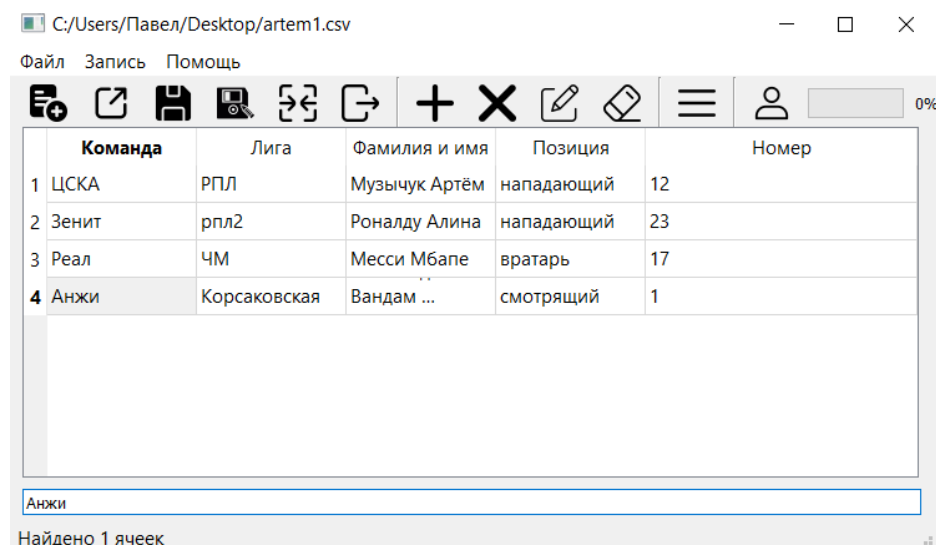 C:/Users/Павел/Desktop/artem1.csv
Файл Запись Помощь
0%
Команда Лига Фамилия и имя Позиция Номер
1 ЦСКА РПЛ Музычук Артём нападающий 12
2 Зенит рпл2 Роналду Алина нападающий 23
3 Реал ЧМ Месси Мбапе вратарь 17
4 Анжи Корсаковская Вандам ... смотрящий 1
Анжи
Найдено 1 ячеек